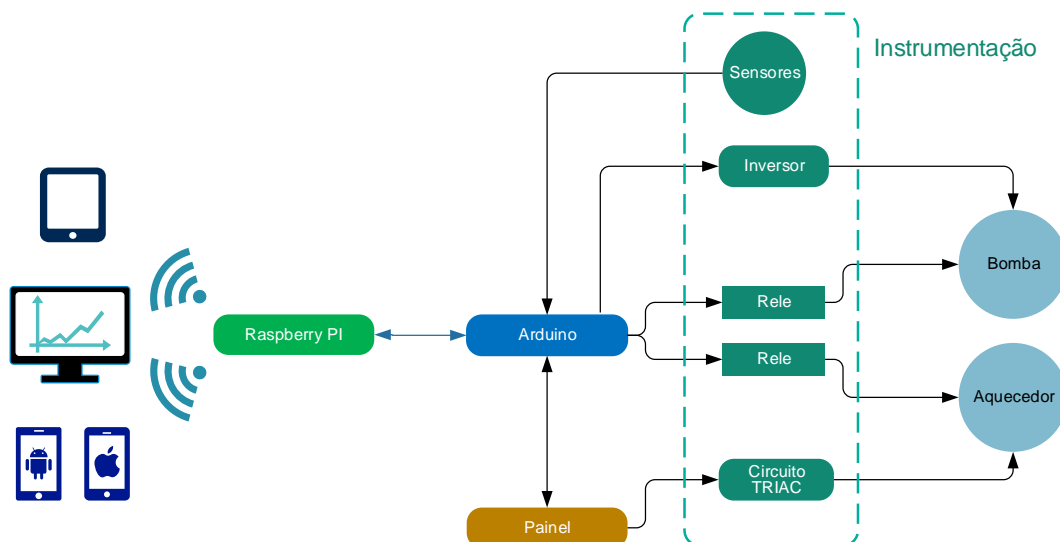 Instrumentação
Sensores
Inversor
Bomba
Rele
Raspberry PI
Arduino
Rele
Aquecedor
Circuito
TRIAC
Painel